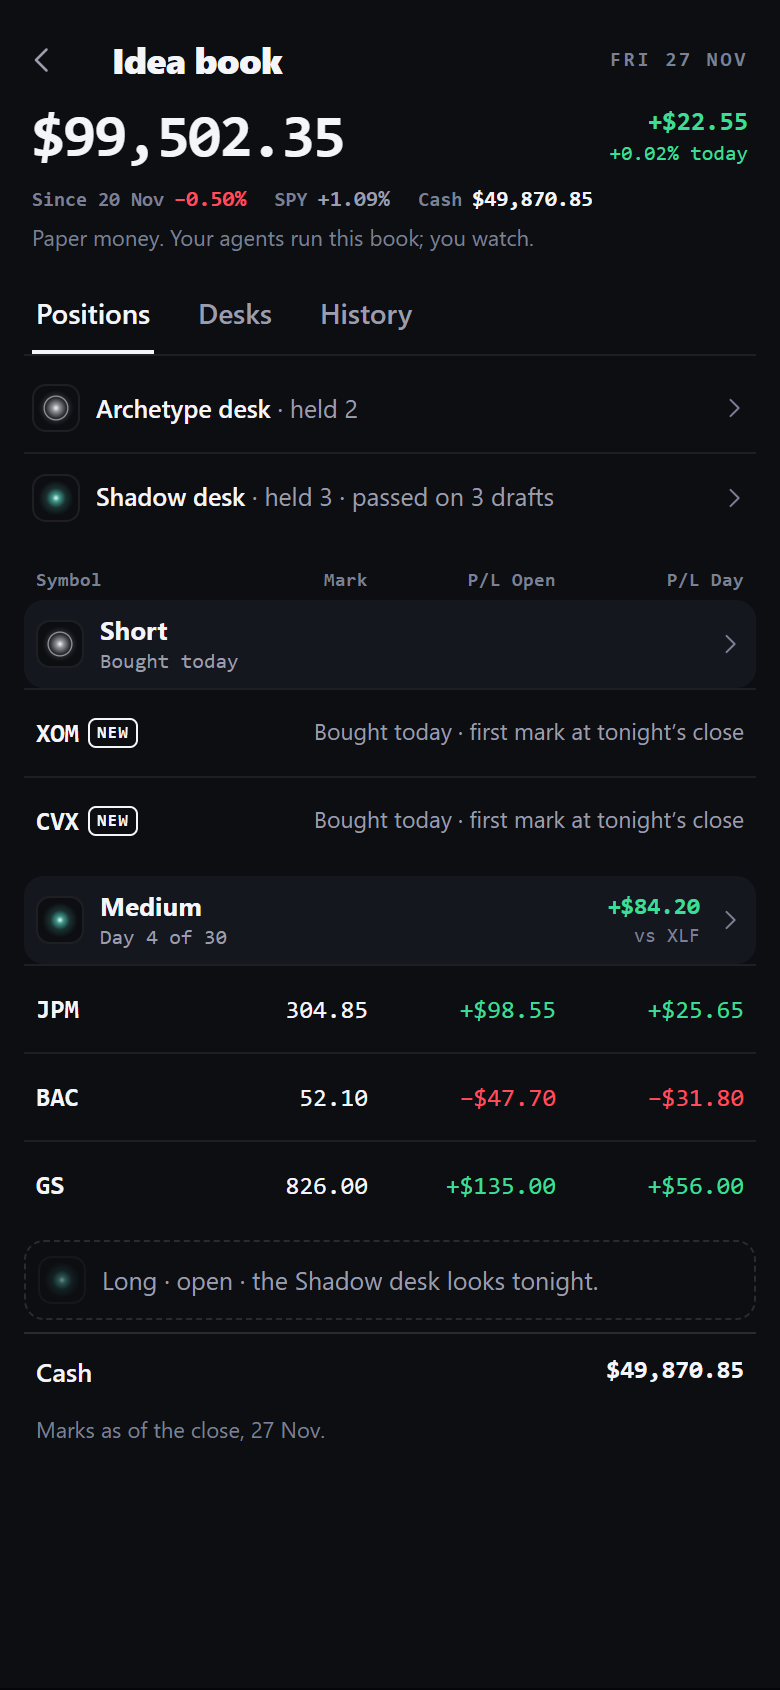 Idea book
FRI 27 NOV
$99,502.35
+$22.55
+0.02% today
Since 20 Nov −0.50% SPY +1.09% Cash $49,870.85
Paper money. Your agents run this book; you watch.
Positions Desks History
Archetype desk · held 2
Shadow desk · held 3 · passed on 3 drafts
Symbol Mark P/L Open P/L Day
Short
Bought today
XOM NEW Bought today · first mark at tonight’s close
CVX NEW Bought today · first mark at tonight’s close
Medium +$84.20
Day 4 of 30 vs XLF
JPM 304.85 +$98.55 +$25.65
BAC 52.10 −$47.70 −$31.80
GS 826.00 +$135.00 +$56.00
Long · open · the Shadow desk looks tonight.
Cash $49,870.85
Marks as of the close, 27 Nov.